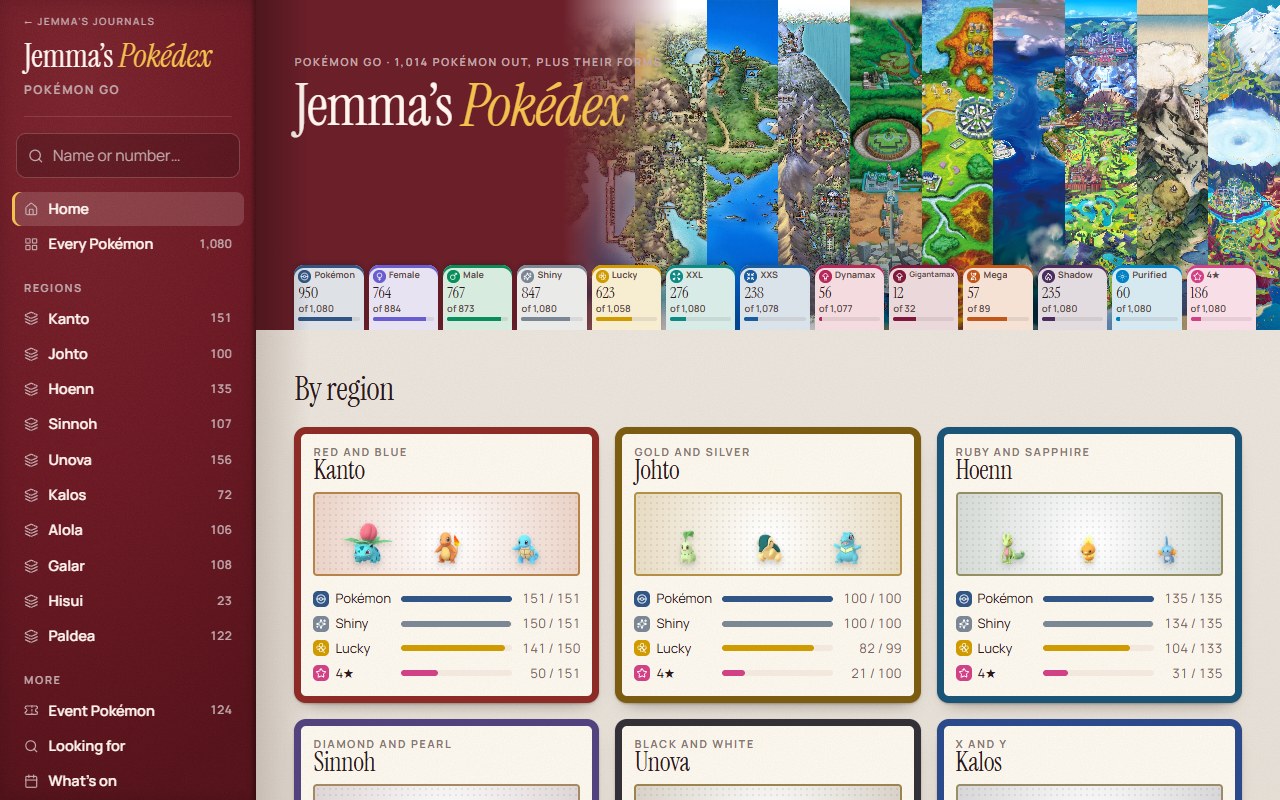 ← JEMMA'S JOURNALS
Jemma's Pokédex
POKÉMON GO
Name or number...
Home
Every Pokémon 1,080
REGIONS
Kanto 151
Johto 100
Hoenn 135
Sinnoh 107
Unova 156
Kalos 72
Alola 106
Galar 108
Hisui 23
Paldea 122
MORE
Event Pokémon 124
Looking for
What's on
POKÉMON GO · 1,014 POKÉMON OUT, PLUS THEIR FORMS
Jemma's Pokédex
Pokémon
950
of 1,080
Female
764
of 884
Male
767
of 873
Shiny
847
of 1,080
Lucky
623
of 1,058
XXL
276
of 1,080
XXS
238
of 1,078
Dynamax
56
of 1,077
Gigantamax
12
of 32
Mega
57
of 89
Shadow
235
of 1,080
Purified
60
of 1,080
4★
186
of 1,080
By region
RED AND BLUE
Kanto
Pokémon 151 / 151
Shiny 150 / 151
Lucky 141 / 150
4★ 50 / 151
GOLD AND SILVER
Johto
Pokémon 100 / 100
Shiny 100 / 100
Lucky 82 / 99
4★ 21 / 100
RUBY AND SAPPHIRE
Hoenn
Pokémon 135 / 135
Shiny 134 / 135
Lucky 104 / 133
4★ 31 / 135
DIAMOND AND PEARL
Sinnoh
BLACK AND WHITE
Unova
X AND Y
Kalos